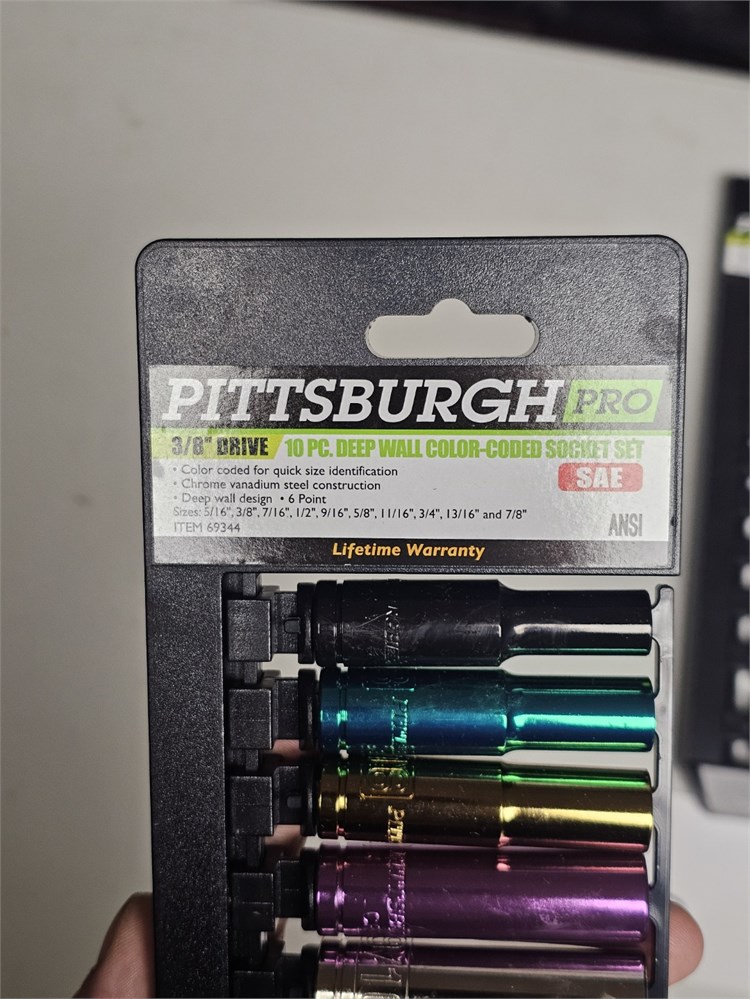 PITTSBURGH PRO
3/8" DRIVE 10 PC. DEEP WALL COLOR-CODED SOCKET SET
• Color coded for quick size identification
SAE
• Chrome vanadium steel construction
• Deep wall design • 6 Point
Sizes: 5/16", 3/8", 7/16", 1/2", 9/16", 5/8", 11/16", 3/4", 13/16" and 7/8"
ITEM 69344
ANSI
Lifetime Warranty